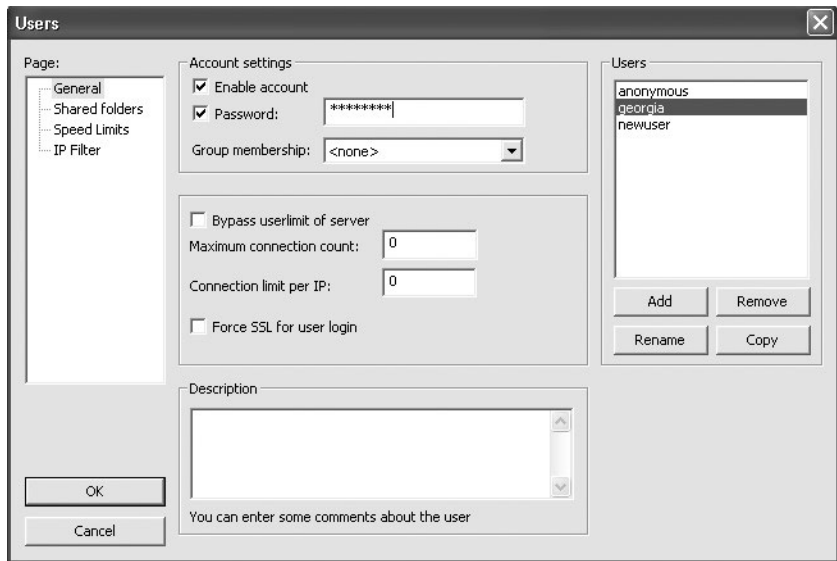 Users
Page:
General
Shared folders
Speed Limits
IP Filter
OK
Cancel
Account settings
Enable account
Password: ********
Group membership: <none>
Bypass userlimit of server
Maximum connection count: 0
Connection limit per IP: 0
Force SSL for user login
Description
You can enter some comments about the user
Users
anonymous
georgia
newuser
Add Remove
Rename Copy